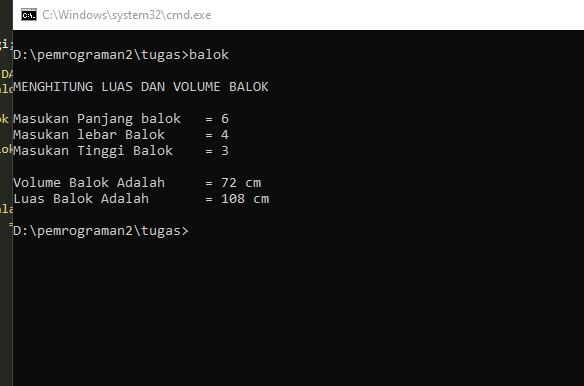 C:\Windows\system32\cmd.exe
D:\pemrograman2\tugas>balok
MENGHITUNG LUAS DAN VOLUME BALOK
Masukan Panjang balok = 6
Masukan lebar Balok = 4
Masukan Tinggi Balok = 3
Volume Balok Adalah = 72 cm
Luas Balok Adalah = 108 cm
D:\pemrograman2\tugas>